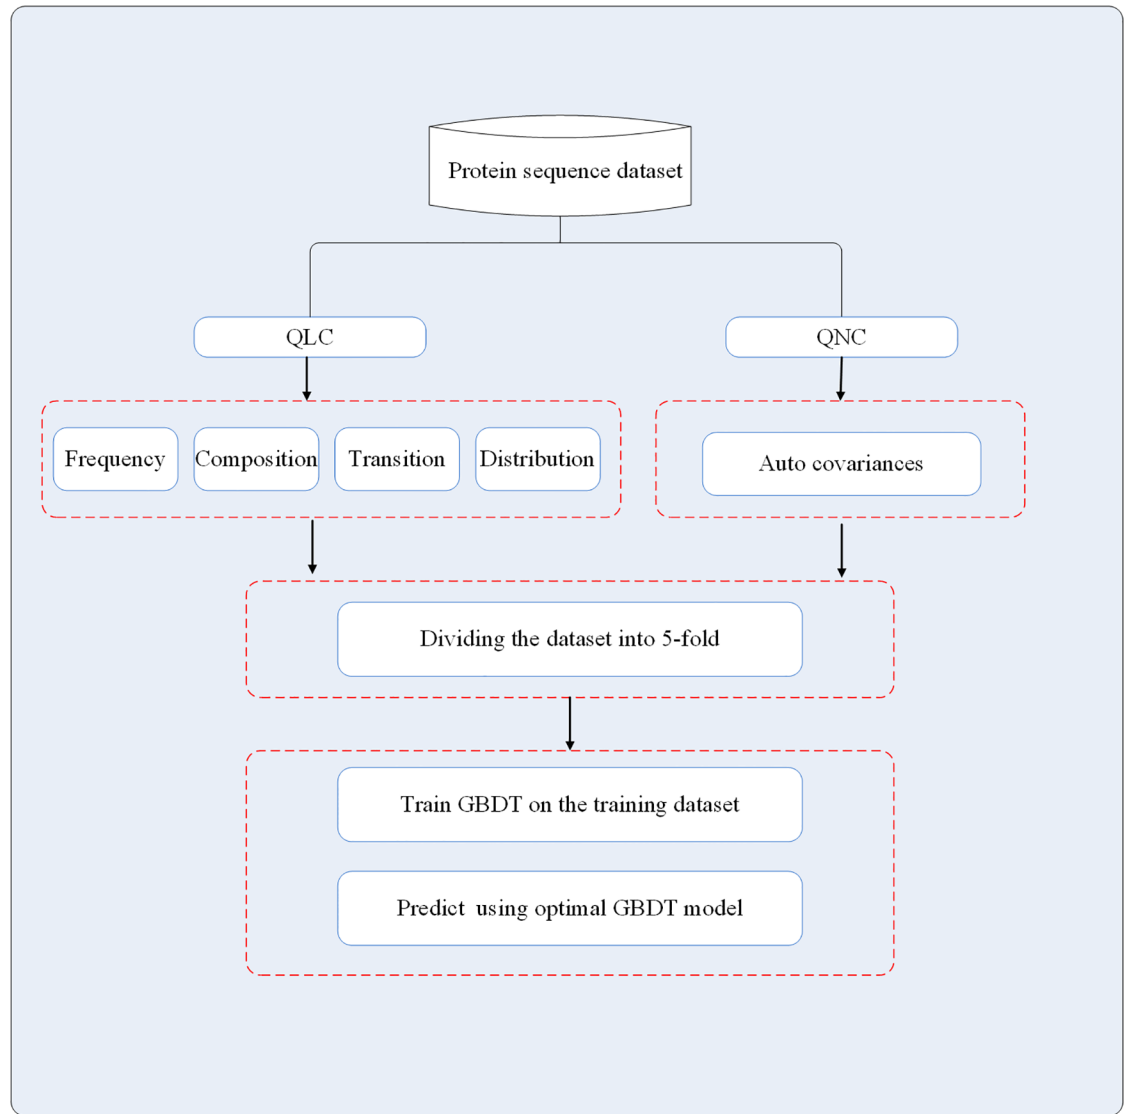 Protein sequence dataset
QLC
QNC
Frequency
Composition
Transition
Distribution
Auto covariances
Dividing the dataset into 5-fold
Train GBDT on the training dataset
Predict using optimal GBDT model